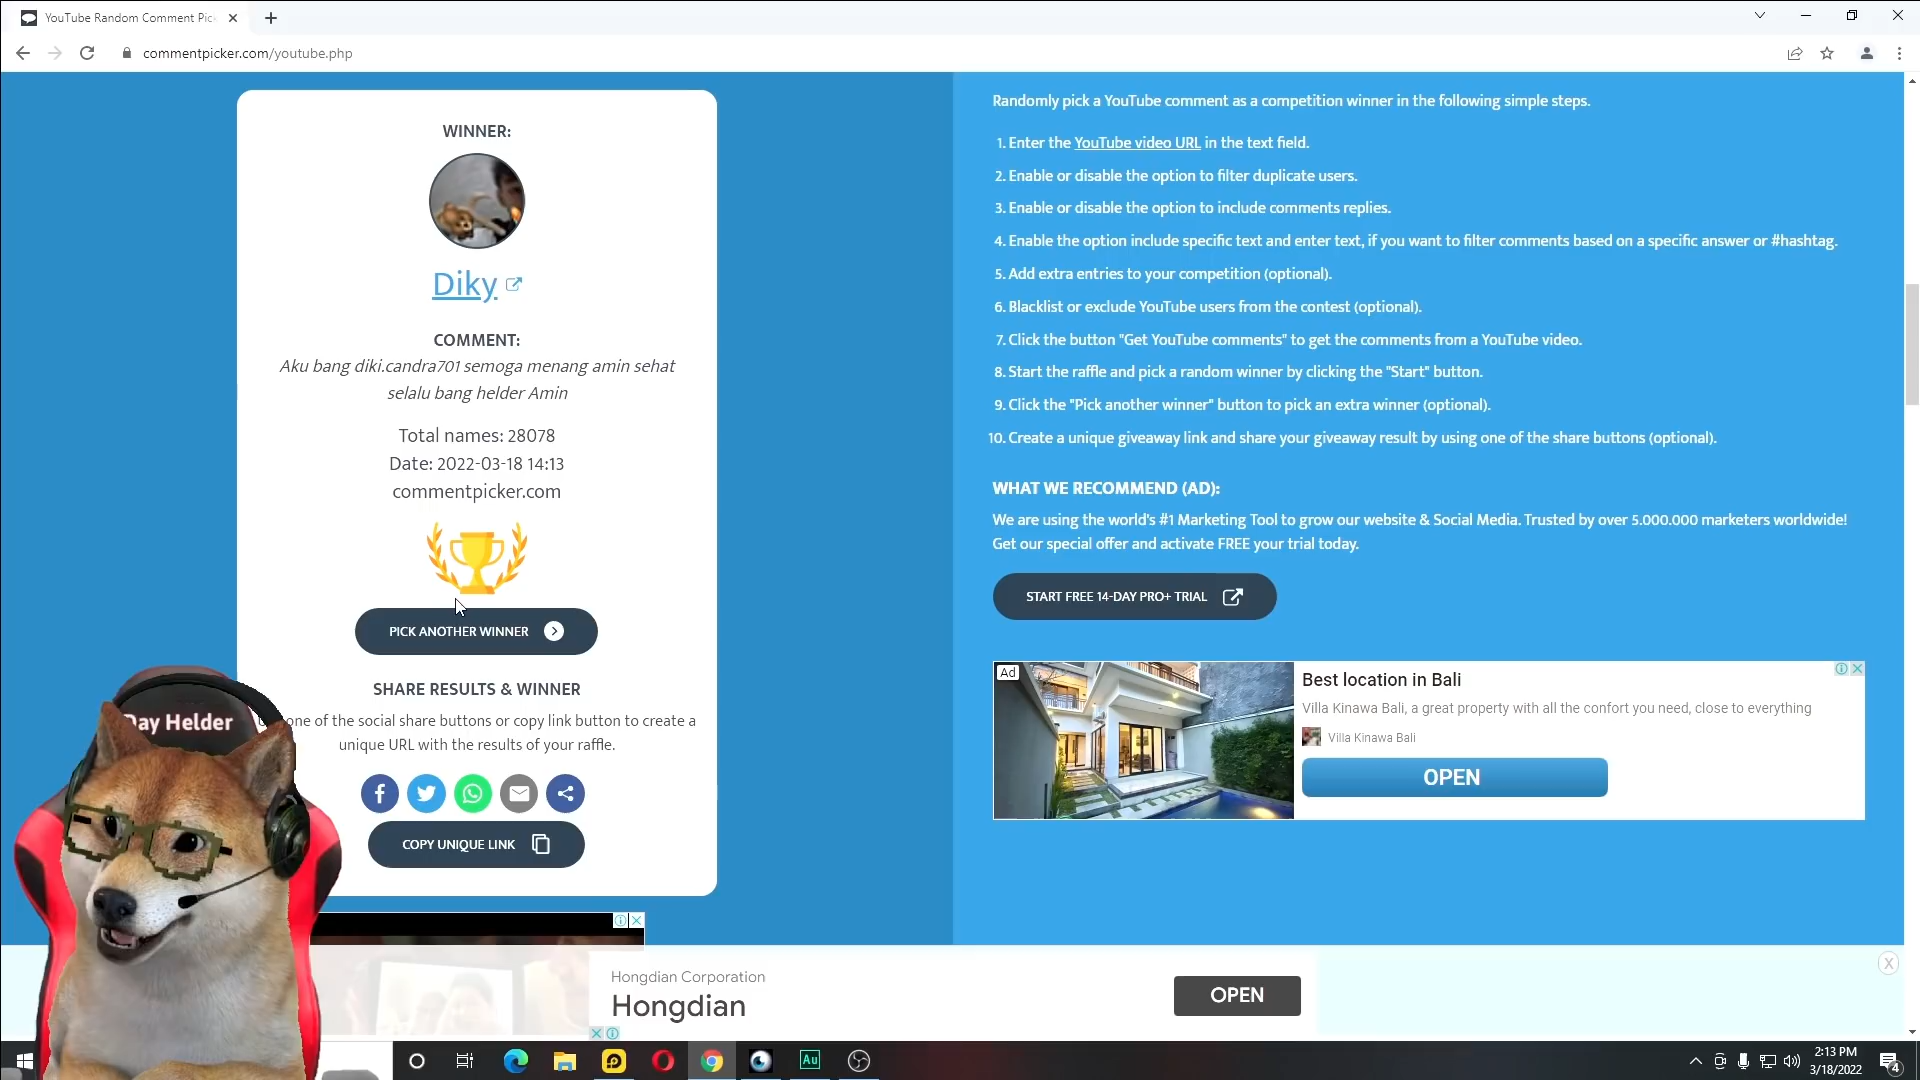 YouTube Random Comment Pic
commentpicker.com/youtube.php
WINNER:
Diky
COMMENT:
Aku bang diki.candra701 semoga menang amin sehat
selalu bang helder Amin
Total names: 28078
Date: 2022-03-18 14:13
commentpicker.com
PICK ANOTHER WINNER
SHARE RESULTS & WINNER
one of the social share buttons or copy link button to create a
unique URL with the results of your raffle.
COPY UNIQUE LINK
Day Helder
Randomly pick a YouTube comment as a competition winner in the following simple steps.
1. Enter the YouTube video URL in the text field.
2. Enable or disable the option to filter duplicate users.
3. Enable or disable the option to include comments replies.
4. Enable the option include specific text and enter text, if you want to filter comments based on a specific answer or #hashtag.
5. Add extra entries to your competition (optional).
6. Blacklist or exclude YouTube users from the contest (optional).
7. Click the button "Get YouTube comments" to get the comments from a YouTube video.
8. Start the raffle and pick a random winner by clicking the "Start" button.
9. Click the "Pick another winner" button to pick an extra winner (optional).
10. Create a unique giveaway link and share your giveaway result by using one of the share buttons (optional).
WHAT WE RECOMMEND (AD):
We are using the world's #1 Marketing Tool to grow our website & Social Media. Trusted by over 5.000.000 marketers worldwide!
Get our special offer and activate FREE your trial today.
START FREE 14-DAY PRO+ TRIAL
Ad
Best location in Bali
Villa Kinawa Bali, a great property with all the confort you need, close to everything
Villa Kinawa Bali
OPEN
Hongdian Corporation
Hongdian
OPEN
X
Au
2:13 PM
3/18/2022
4